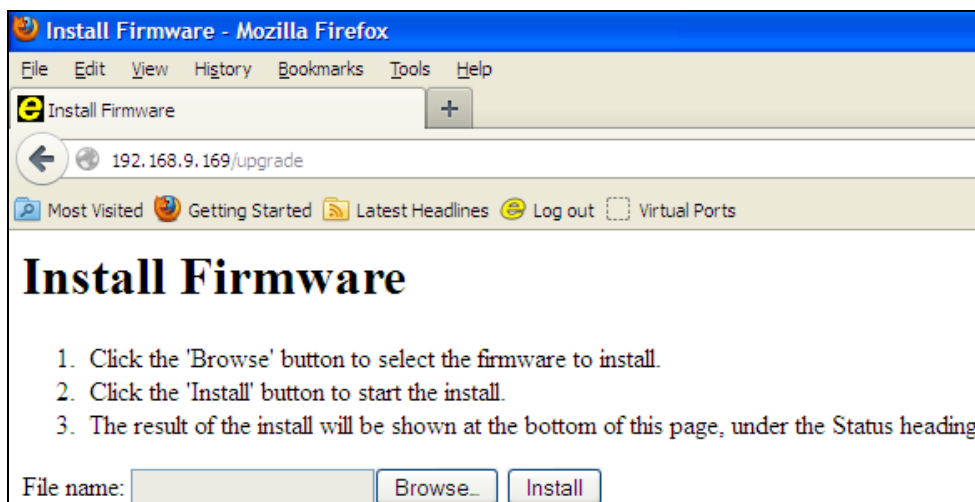 Install Firmware - Mozilla Firefox
File Edit View History Bookmarks Tools Help
e Install Firmware +
192.168.9.169/upgrade
Most Visited Getting Started Latest Headlines e Log out Virtual Ports
Install Firmware
1. Click the 'Browse' button to select the firmware to install.
2. Click the 'Install' button to start the install.
3. The result of the install will be shown at the bottom of this page, under the Status heading
File name: Browse... Install